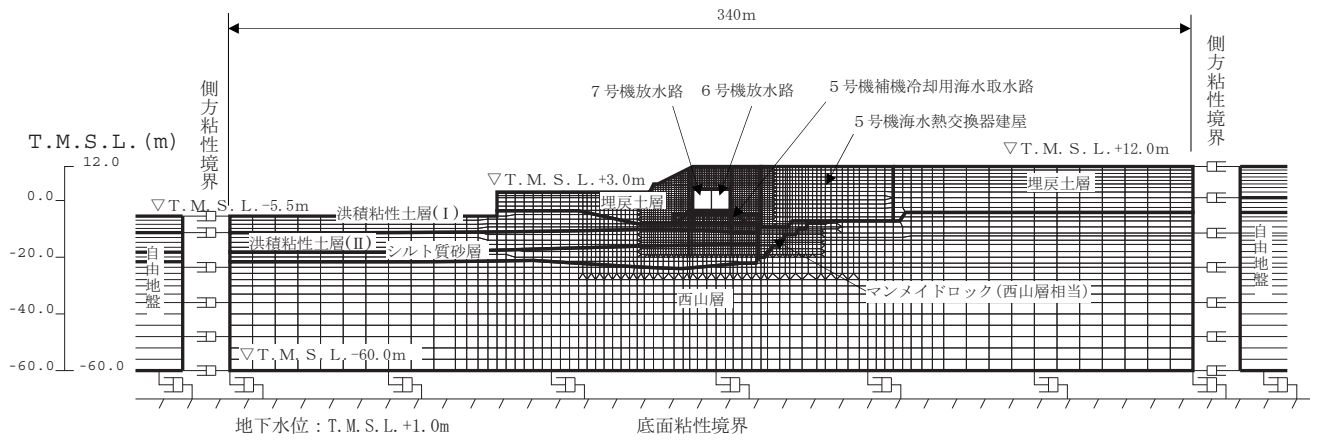 340m
側方粘性境界
側方粘性境界
7号機放水路
6号機放水路
5号機補機冷却用海水取水路
5号機海水熱交換器建屋
T.M.S.L.(m)
12.0
0.0
-20.0
-40.0
-60.0
-60.0
▽T.M.S.L.+12.0m
▽T.M.S.L.+3.0m
▽T.M.S.L.-5.5m
埋戻土層
埋戻土層
洪積粘性土層(Ⅰ)
洪積粘性土層(Ⅱ)
シルト質砂層
自由地盤
自由地盤
西山層
マンメイドロック(西山層相当)
▽T.M.S.L.-60.0m
地下水位:T.M.S.L.+1.0m
底面粘性境界